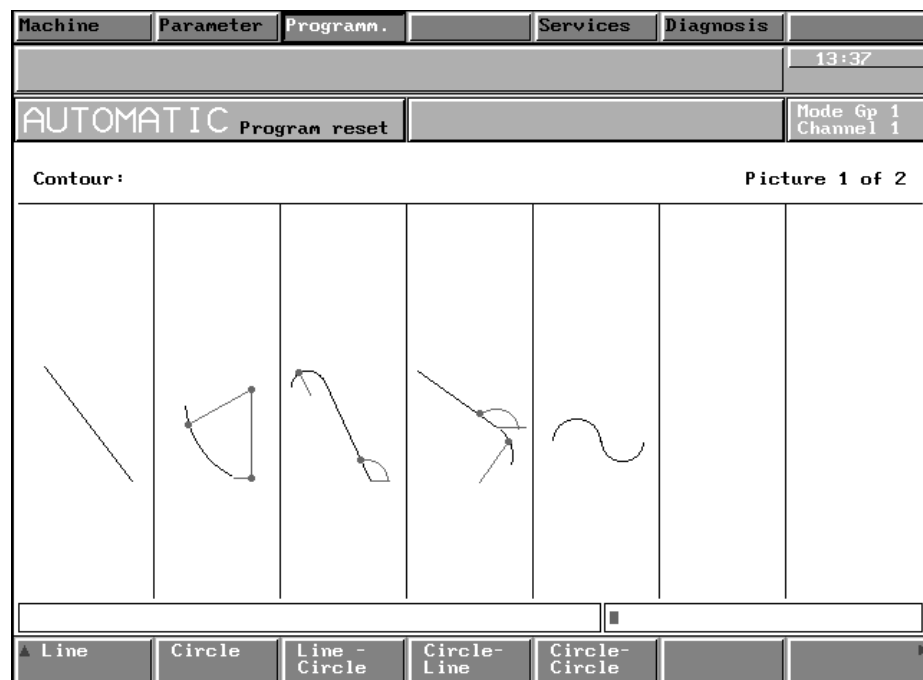 Machine Parameter Programm. Services Diagnosis
13:37
AUTOMATIC Program reset
Mode Gp 1
Channel 1
Contour: Picture 1 of 2
Line Circle Line - Circle- Circle-
Circle Line Circle